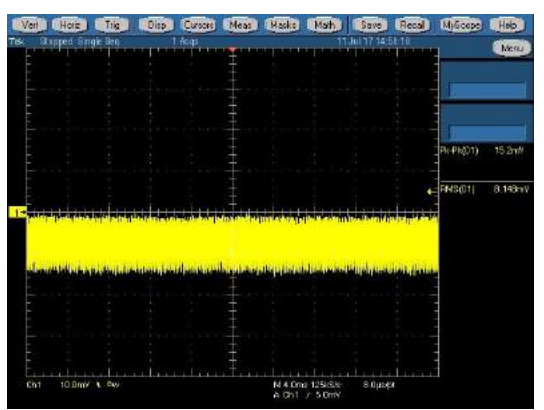 Vert Horiz Trig Disp Cursors Meas Masks Math Save Recall MyScope Help
Tek Stopped Single Seq 1 Acqs 11 Jul 17 14:51:10
Menu
Pk-Pk(C1) 15.2mV
RMS(C1) 8.148mV
1
Ch1 10.0mV
M 4.0ms 125kS/s 8.0µs/pt
A Ch1 5.0mV